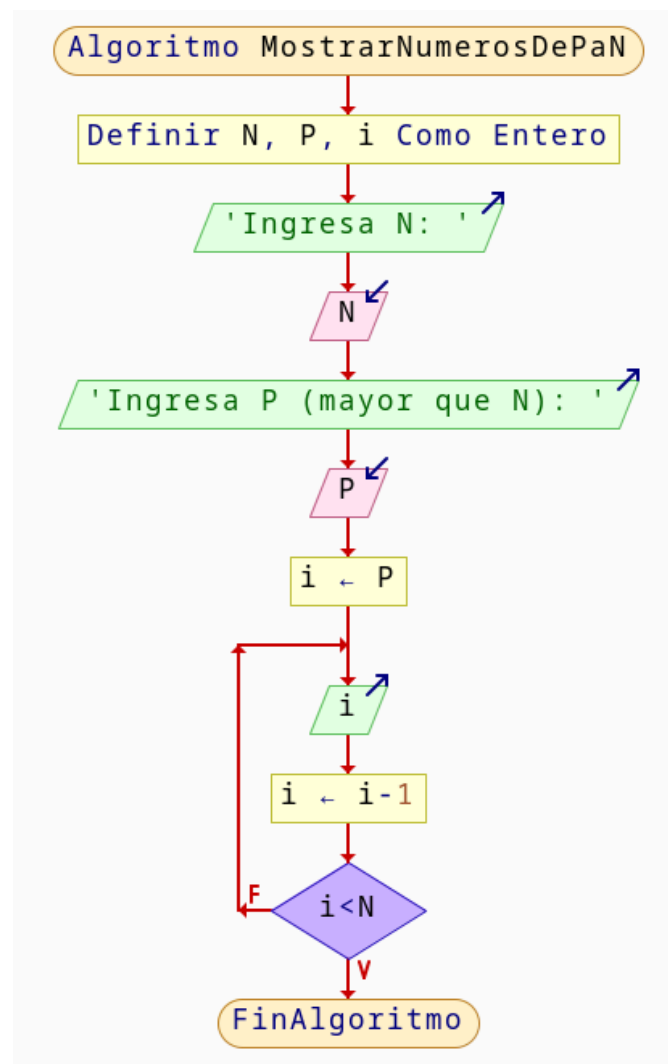 Algoritmo MostrarNumerosDePaN
Definir N, P, i Como Entero
'Ingresa N: '
N
'Ingresa P (mayor que N): '
P
i ← P
i
i ← i-1
F
i<N
V
FinAlgoritmo